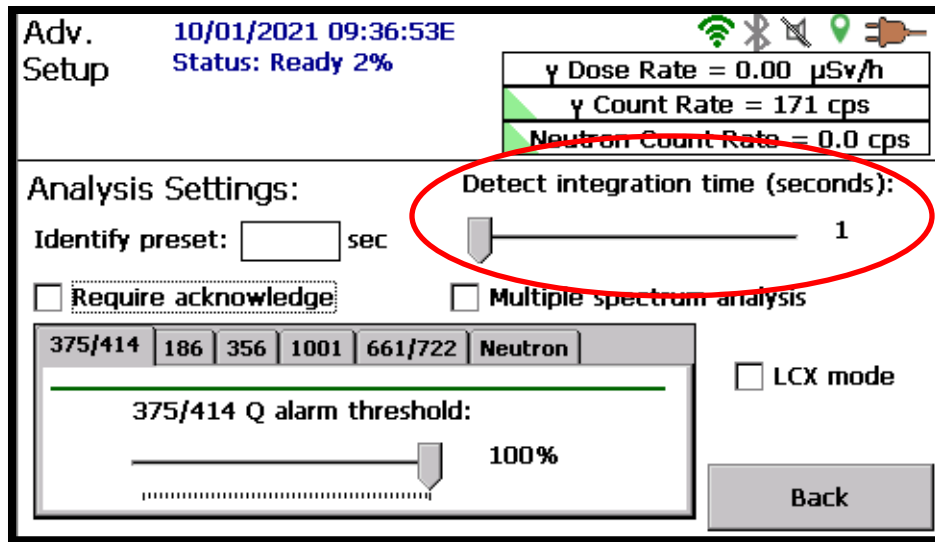 Adv. Setup
10/01/2021 09:36:53E
Status: Ready 2%
γ Dose Rate = 0.00 µSv/h
γ Count Rate = 171 cps
Neutron Count Rate = 0.0 cps
Analysis Settings:
Detect integration time (seconds):
Identify preset: sec
1
Require acknowledge
Multiple spectrum analysis
375/414 186 356 1001 661/722 Neutron
LCX mode
375/414 Q alarm threshold:
100%
Back